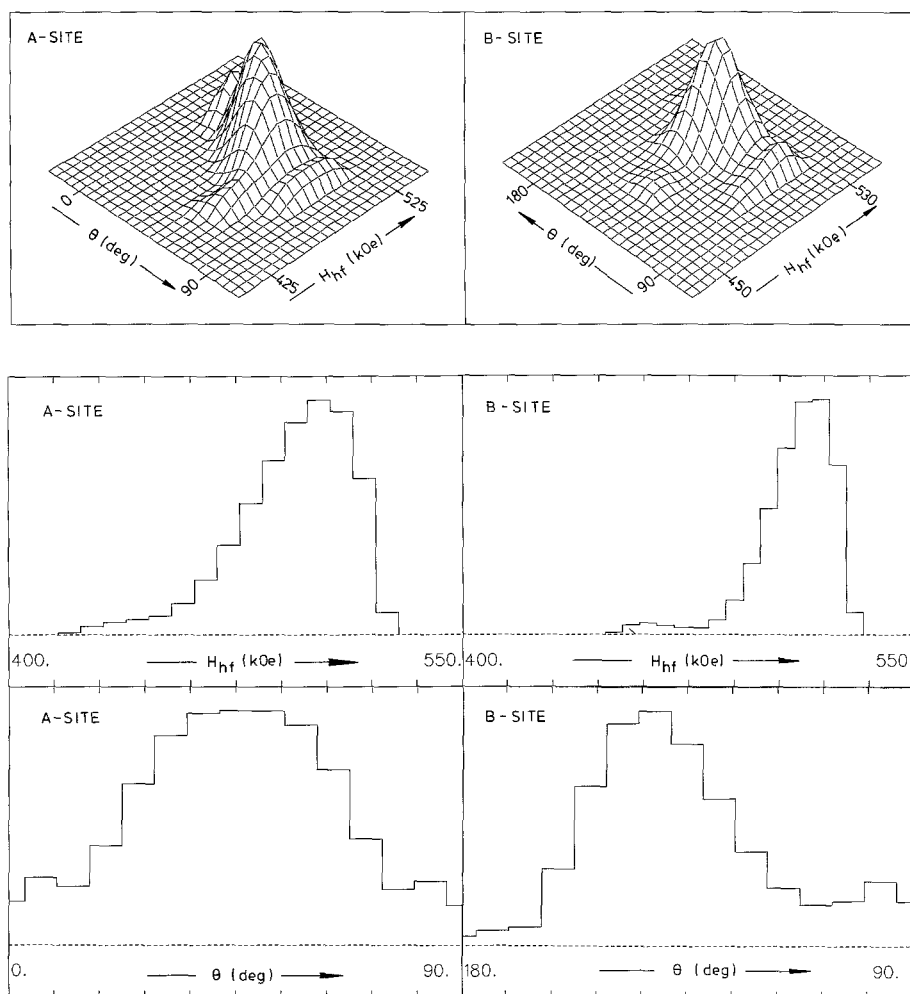 A-SITE
0
θ (deg)
90
425
H_hf (kOe)
525
B-SITE
180
θ (deg)
90
450
H_hf (kOe)
530
A-SITE
400.
H_hf (kOe)
550.
B-SITE
400.
H_hf (kOe)
550
A-SITE
0.
θ (deg)
90.
B-SITE
180.
θ (deg)
90.